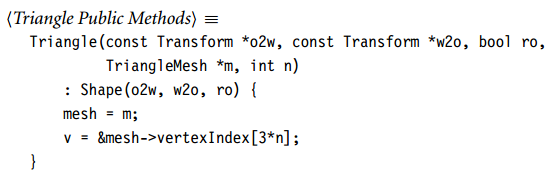 ⟨Triangle Public Methods⟩ ≡
Triangle(const Transform *o2w, const Transform *w2o, bool ro,
TriangleMesh *m, int n)
: Shape(o2w, w2o, ro) {
mesh = m;
v = &mesh->vertexIndex[3*n];
}